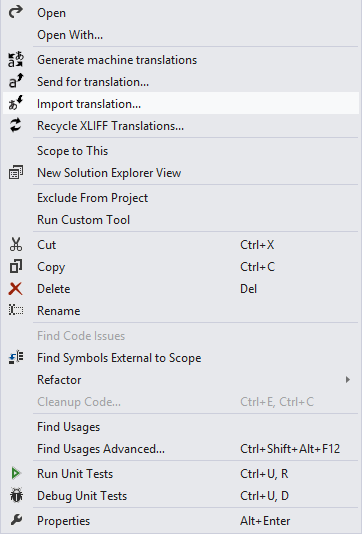 Open
Open With...
Generate machine translations
Send for translation...
Import translation...
Recycle XLIFF Translations...
Scope to This
New Solution Explorer View
Exclude From Project
Run Custom Tool
Cut Ctrl+X
Copy Ctrl+C
Delete Del
Rename
Find Code Issues
Find Symbols External to Scope
Refactor
Cleanup Code... Ctrl+E, Ctrl+C
Find Usages
Find Usages Advanced... Ctrl+Shift+Alt+F12
Run Unit Tests Ctrl+U, R
Debug Unit Tests Ctrl+U, D
Properties Alt+Enter